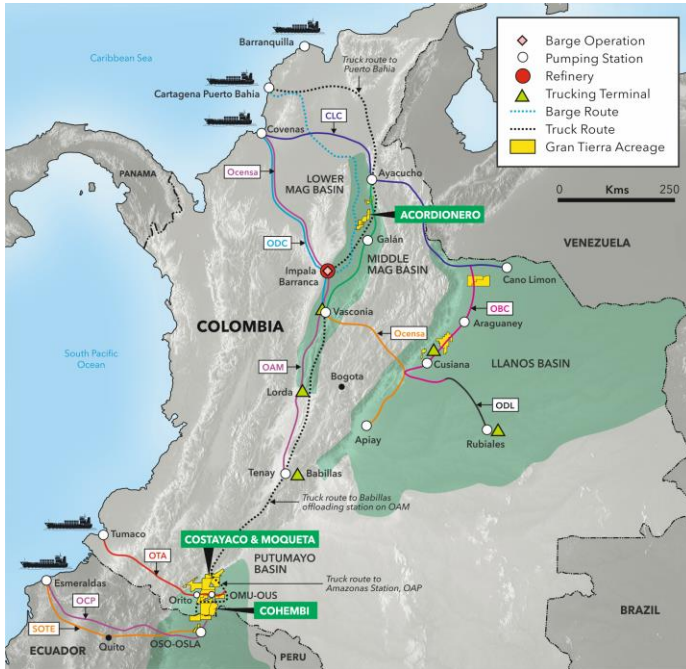 Caribbean Sea
Barranquilla
Truck route to
Puerto Bahia
Cartagena Puerto Bahia
Covenas
CLC
Barge Operation
Pumping Station
Refinery
Trucking Terminal
Barge Route
Truck Route
Gran Tierra Acreage
0
Kms
250
PANAMA
Ocensa
LOWER
MAG BASIN
Ayacucho
ACORDIONERO
ODC
Galán
MIDDLE
MAG BASIN
VENEZUELA
Impala
Barranca
Cano Limon
COLOMBIA
Vasconia
OBC
Araguaney
Ocensa
South Pacific
Ocean
OAM
Bogota
Cusiana
LLANOS BASIN
Lorda
ODL
Apiay
Rubiales
Tenay
Babillas
Truck route to Babillas
offloading station on OAM
Tumaco
COSTAYACO & MOQUETA
OTA
PUTUMAYO
BASIN
Truck route to
Amazonas Station, OAP
Esmeraldas
Orito
OMU-OUS
OCP
COHEMBI
BRAZIL
SOTE
Quito
OSO-OSLA
ECUADOR
PERU